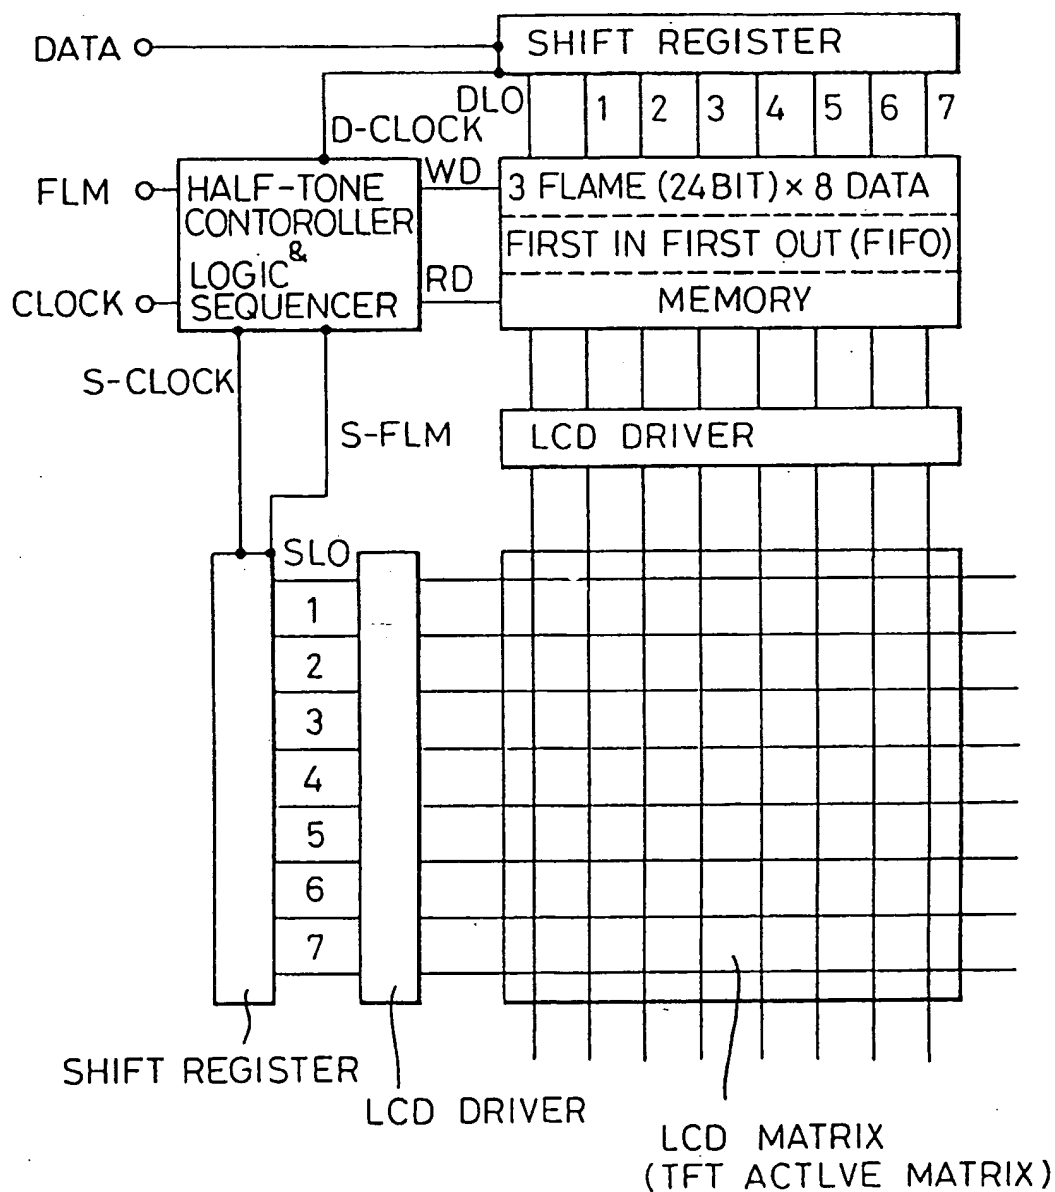 DATA
SHIFT REGISTER
DLO 1 2 3 4 5 6 7
D-CLOCK
FLM
HALF-TONE
CONTOROLLER
&
LOGIC
SEQUENCER
WD
3 FLAME (24BIT) × 8 DATA
FIRST IN FIRST OUT (FIFO)
RD
MEMORY
CLOCK
S-CLOCK
S-FLM
LCD DRIVER
SLO
1
2
3
4
5
6
7
SHIFT REGISTER
LCD DRIVER
LCD MATRIX
(TFT ACTLVE MATRIX)